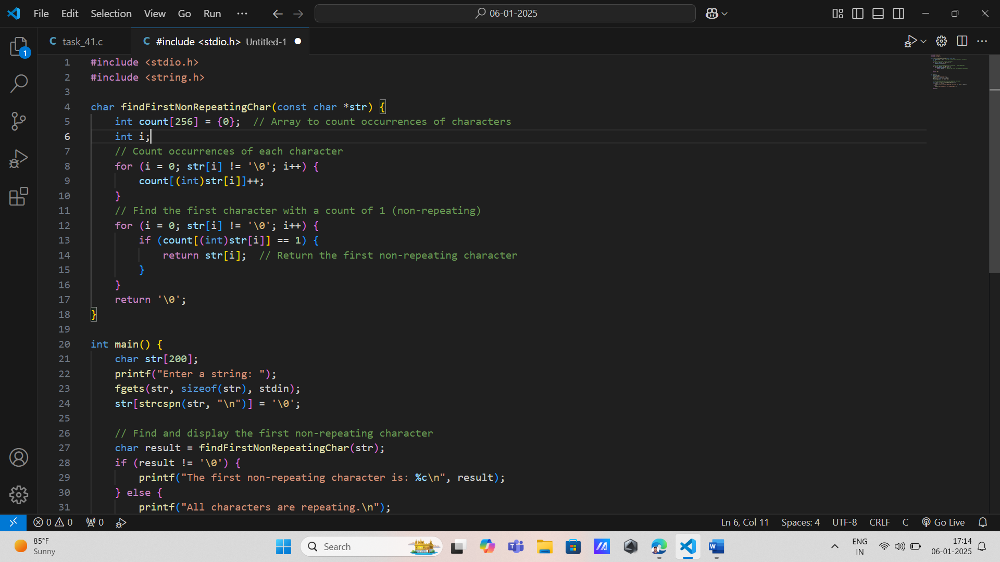 File Edit Selection View Go Run ··· 06-01-2025
task_41.c
#include <stdio.h> Untitled-1
1
1 #include <stdio.h>
2 #include <string.h>
3
4 char findFirstNonRepeatingChar(const char *str) {
5     int count[256] = {0};  // Array to count occurrences of characters
6     int i;
7     // Count occurrences of each character
8     for (i = 0; str[i] != '\0'; i++) {
9         count[(int)str[i]]++;
10     }
11     // Find the first character with a count of 1 (non-repeating)
12     for (i = 0; str[i] != '\0'; i++) {
13         if (count[(int)str[i]] == 1) {
14             return str[i];  // Return the first non-repeating character
15         }
16     }
17     return '\0';
18 }
19
20 int main() {
21     char str[200];
22     printf("Enter a string: ");
23     fgets(str, sizeof(str), stdin);
24     str[strcspn(str, "\n")] = '\0';
25
26     // Find and display the first non-repeating character
27     char result = findFirstNonRepeatingChar(str);
28     if (result != '\0') {
29         printf("The first non-repeating character is: %c\n", result);
30     } else {
31         printf("All characters are repeating.\n");
0 0 0 Ln 6, Col 11 Spaces: 4 UTF-8 CRLF C Go Live
85°F
Sunny
Search
ENG
IN
17:14
06-01-2025